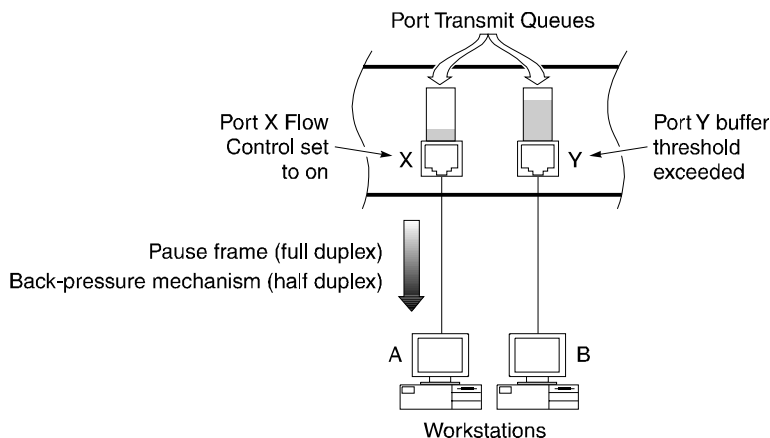 Port Transmit Queues
Port X Flow
Control set
to on
X
Y
Port Y buffer
threshold
exceeded
Pause frame (full duplex)
Back-pressure mechanism (half duplex)
A
B
Workstations